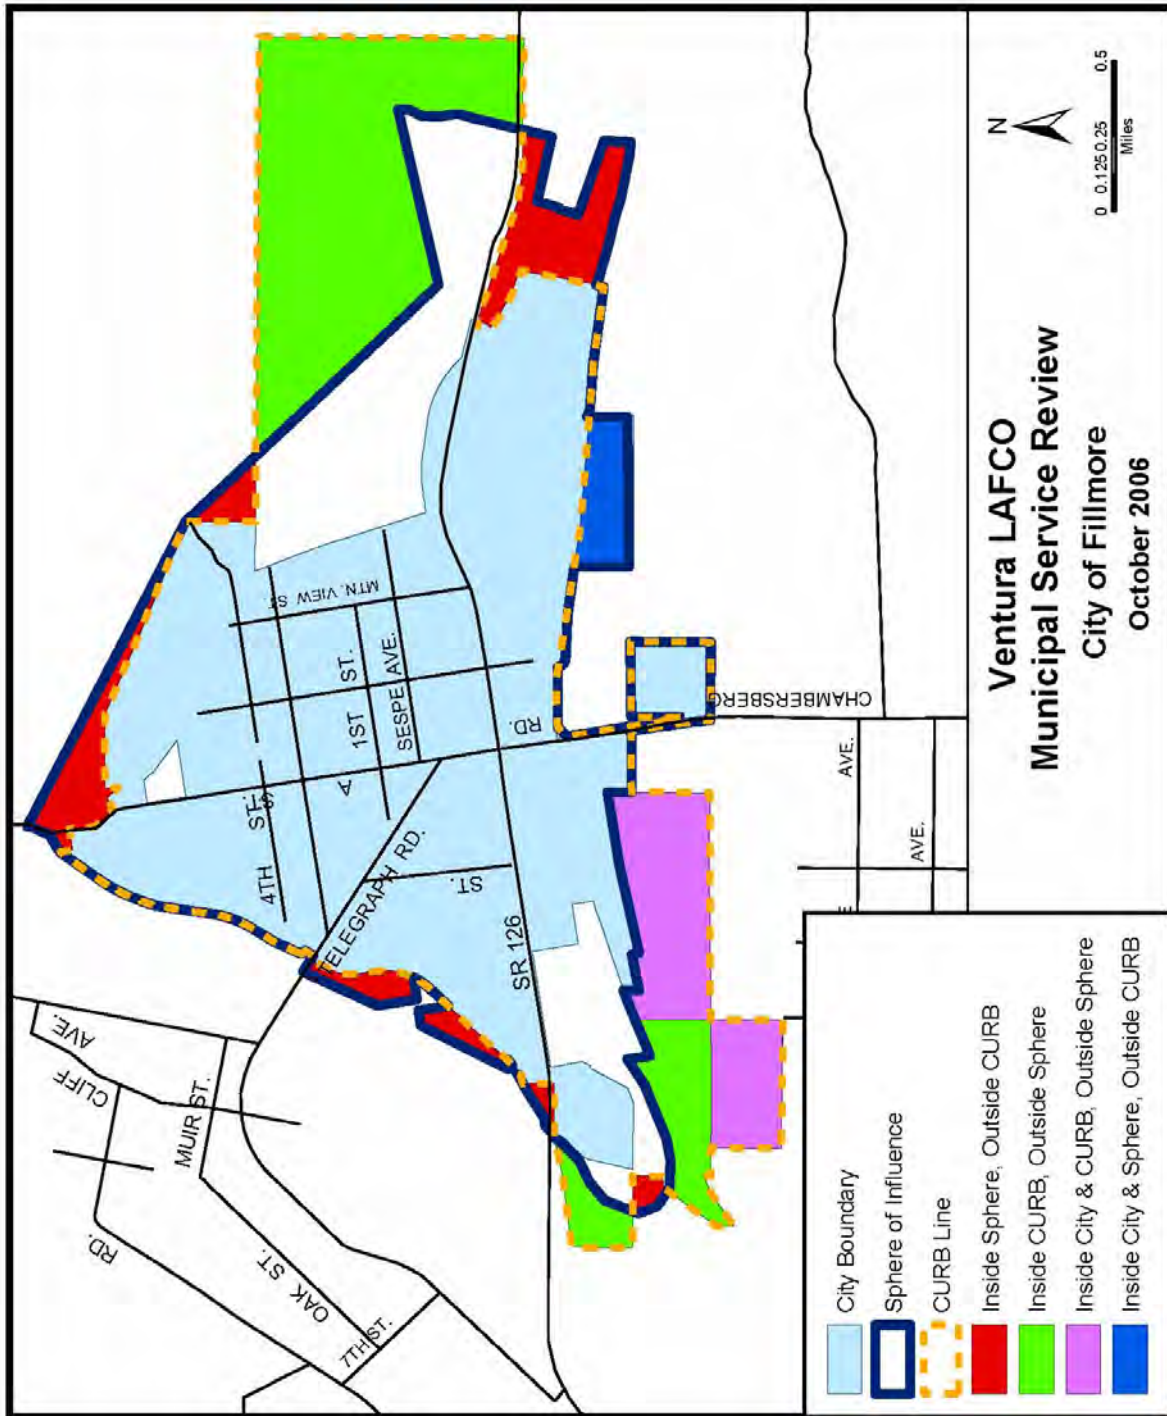 CLIFF
AVE.
MUIR ST.
RD.
OAK ST.
7TH ST.
TELEGRAPH RD.
4TH
ST.
A
ST.
1ST
ST.
SESPE AVE.
MTN. VIEW ST.
ST.
SR 126
RD.
CHAMBERSBERG
AVE.
AVE.
N
0 0.125 0.25 0.5
Miles
Ventura LAFCO
Municipal Service Review
City of Fillmore
October 2006
City Boundary
Sphere of Influence
CURB Line
Inside Sphere, Outside CURB
Inside CURB, Outside Sphere
Inside City & CURB, Outside Sphere
Inside City & Sphere, Outside CURB